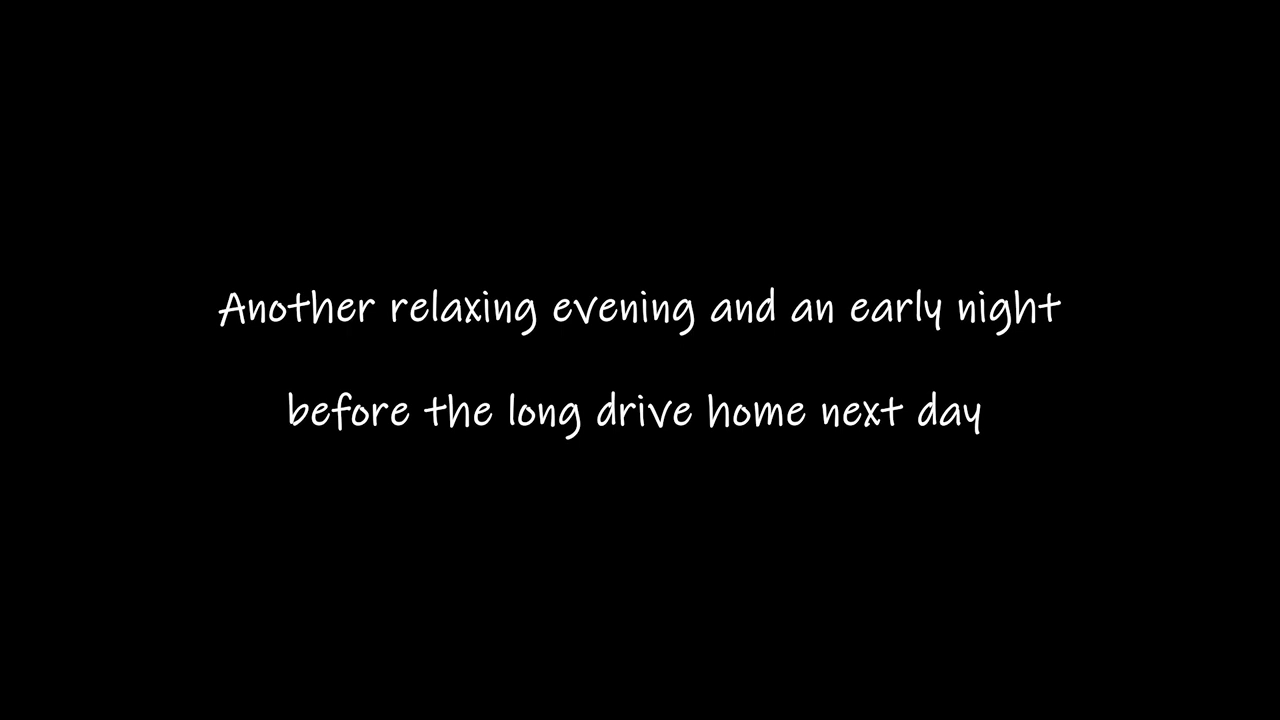 Another relaxing evening and an early night
before the long drive home next day